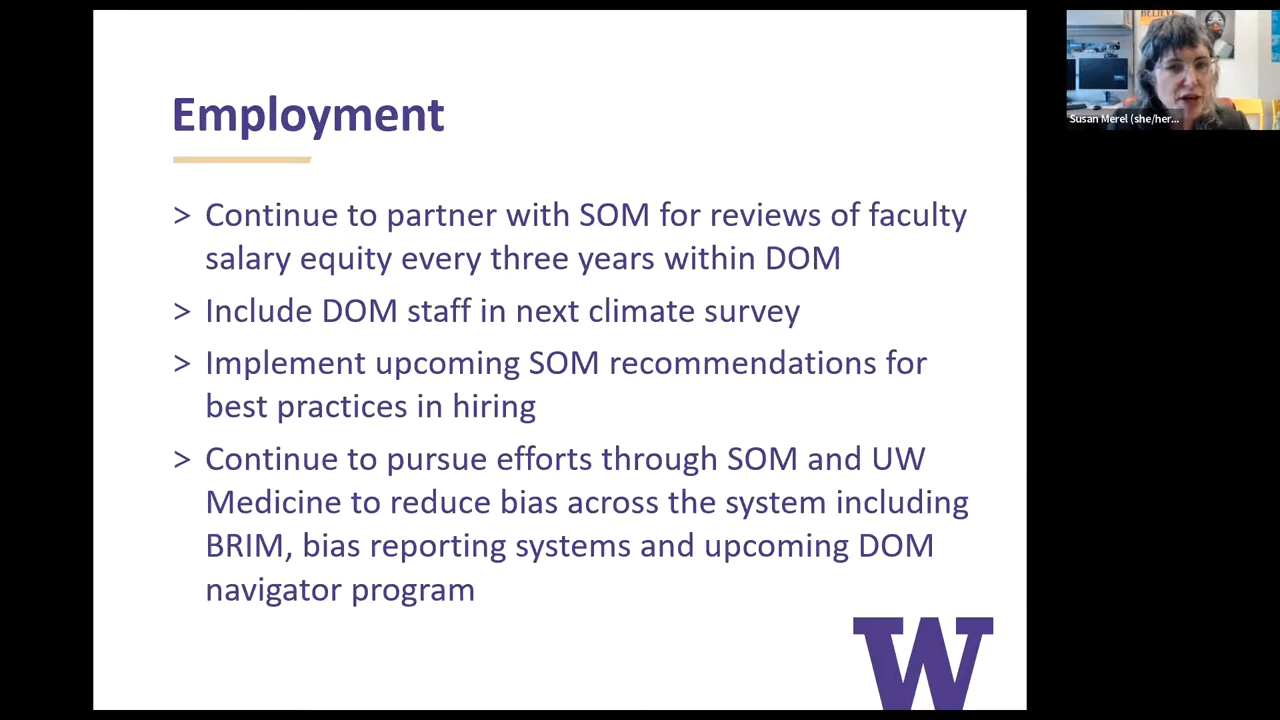 Employment
> Continue to partner with SOM for reviews of faculty
salary equity every three years within DOM
> Include DOM staff in next climate survey
> Implement upcoming SOM recommendations for
best practices in hiring
> Continue to pursue efforts through SOM and UW
Medicine to reduce bias across the system including
BRIM, bias reporting systems and upcoming DOM
navigator program
W
BELIEVE
Susan Merel (she/her...